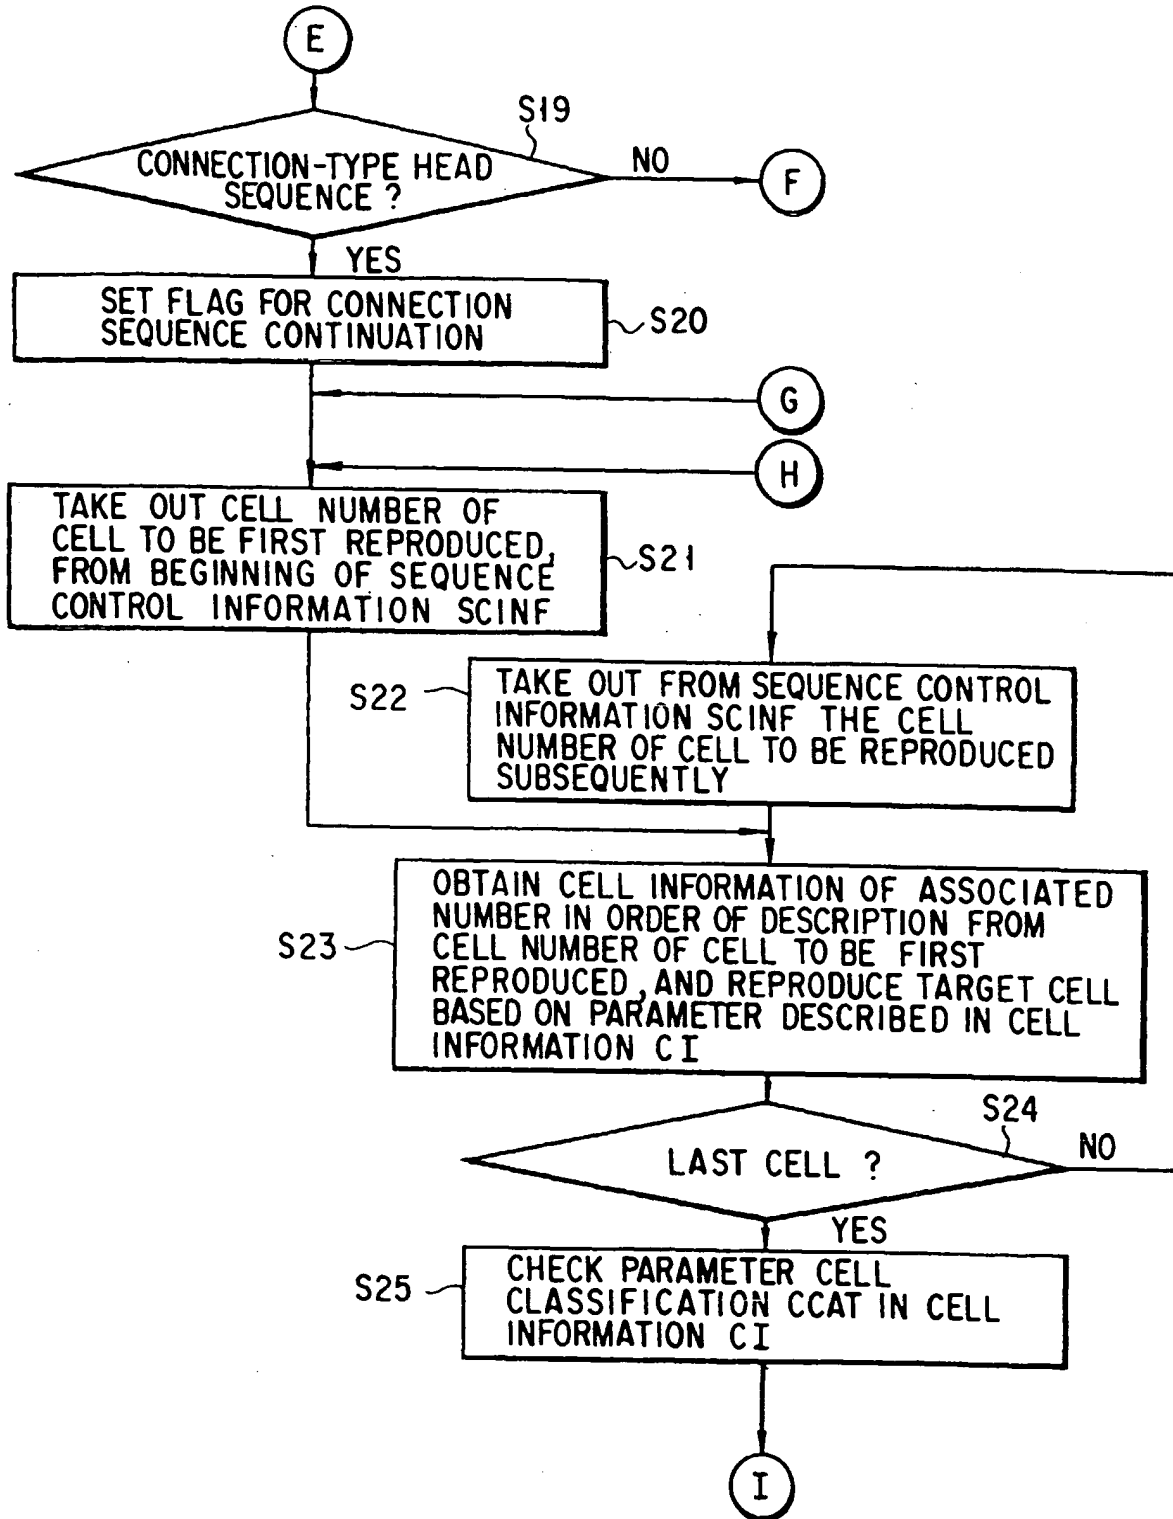 E
S19
CONNECTION-TYPE HEAD
SEQUENCE ?
NO
F
YES
SET FLAG FOR CONNECTION
SEQUENCE CONTINUATION
S20
G
H
TAKE OUT CELL NUMBER OF
CELL TO BE FIRST REPRODUCED,
FROM BEGINNING OF SEQUENCE
CONTROL INFORMATION SCINF
S21
S22
TAKE OUT FROM SEQUENCE CONTROL
INFORMATION SCINF THE CELL
NUMBER OF CELL TO BE REPRODUCED
SUBSEQUENTLY
S23
OBTAIN CELL INFORMATION OF ASSOCIATED
NUMBER IN ORDER OF DESCRIPTION FROM
CELL NUMBER OF CELL TO BE FIRST
REPRODUCED, AND REPRODUCE TARGET CELL
BASED ON PARAMETER DESCRIBED IN CELL
INFORMATION CI
S24
LAST CELL ?
NO
YES
S25
CHECK PARAMETER CELL
CLASSIFICATION CCAT IN CELL
INFORMATION CI
I